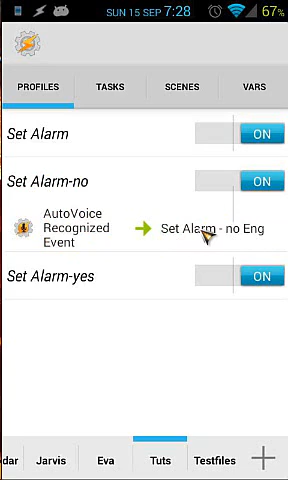 SUN 15 SEP 7:28 67%
PROFILES TASKS SCENES VARS
Set Alarm ON
Set Alarm-no ON
AutoVoice
Recognized
Event
Set Alarm - no Eng
Set Alarm-yes ON
dar Jarvis Eva Tuts Testfiles